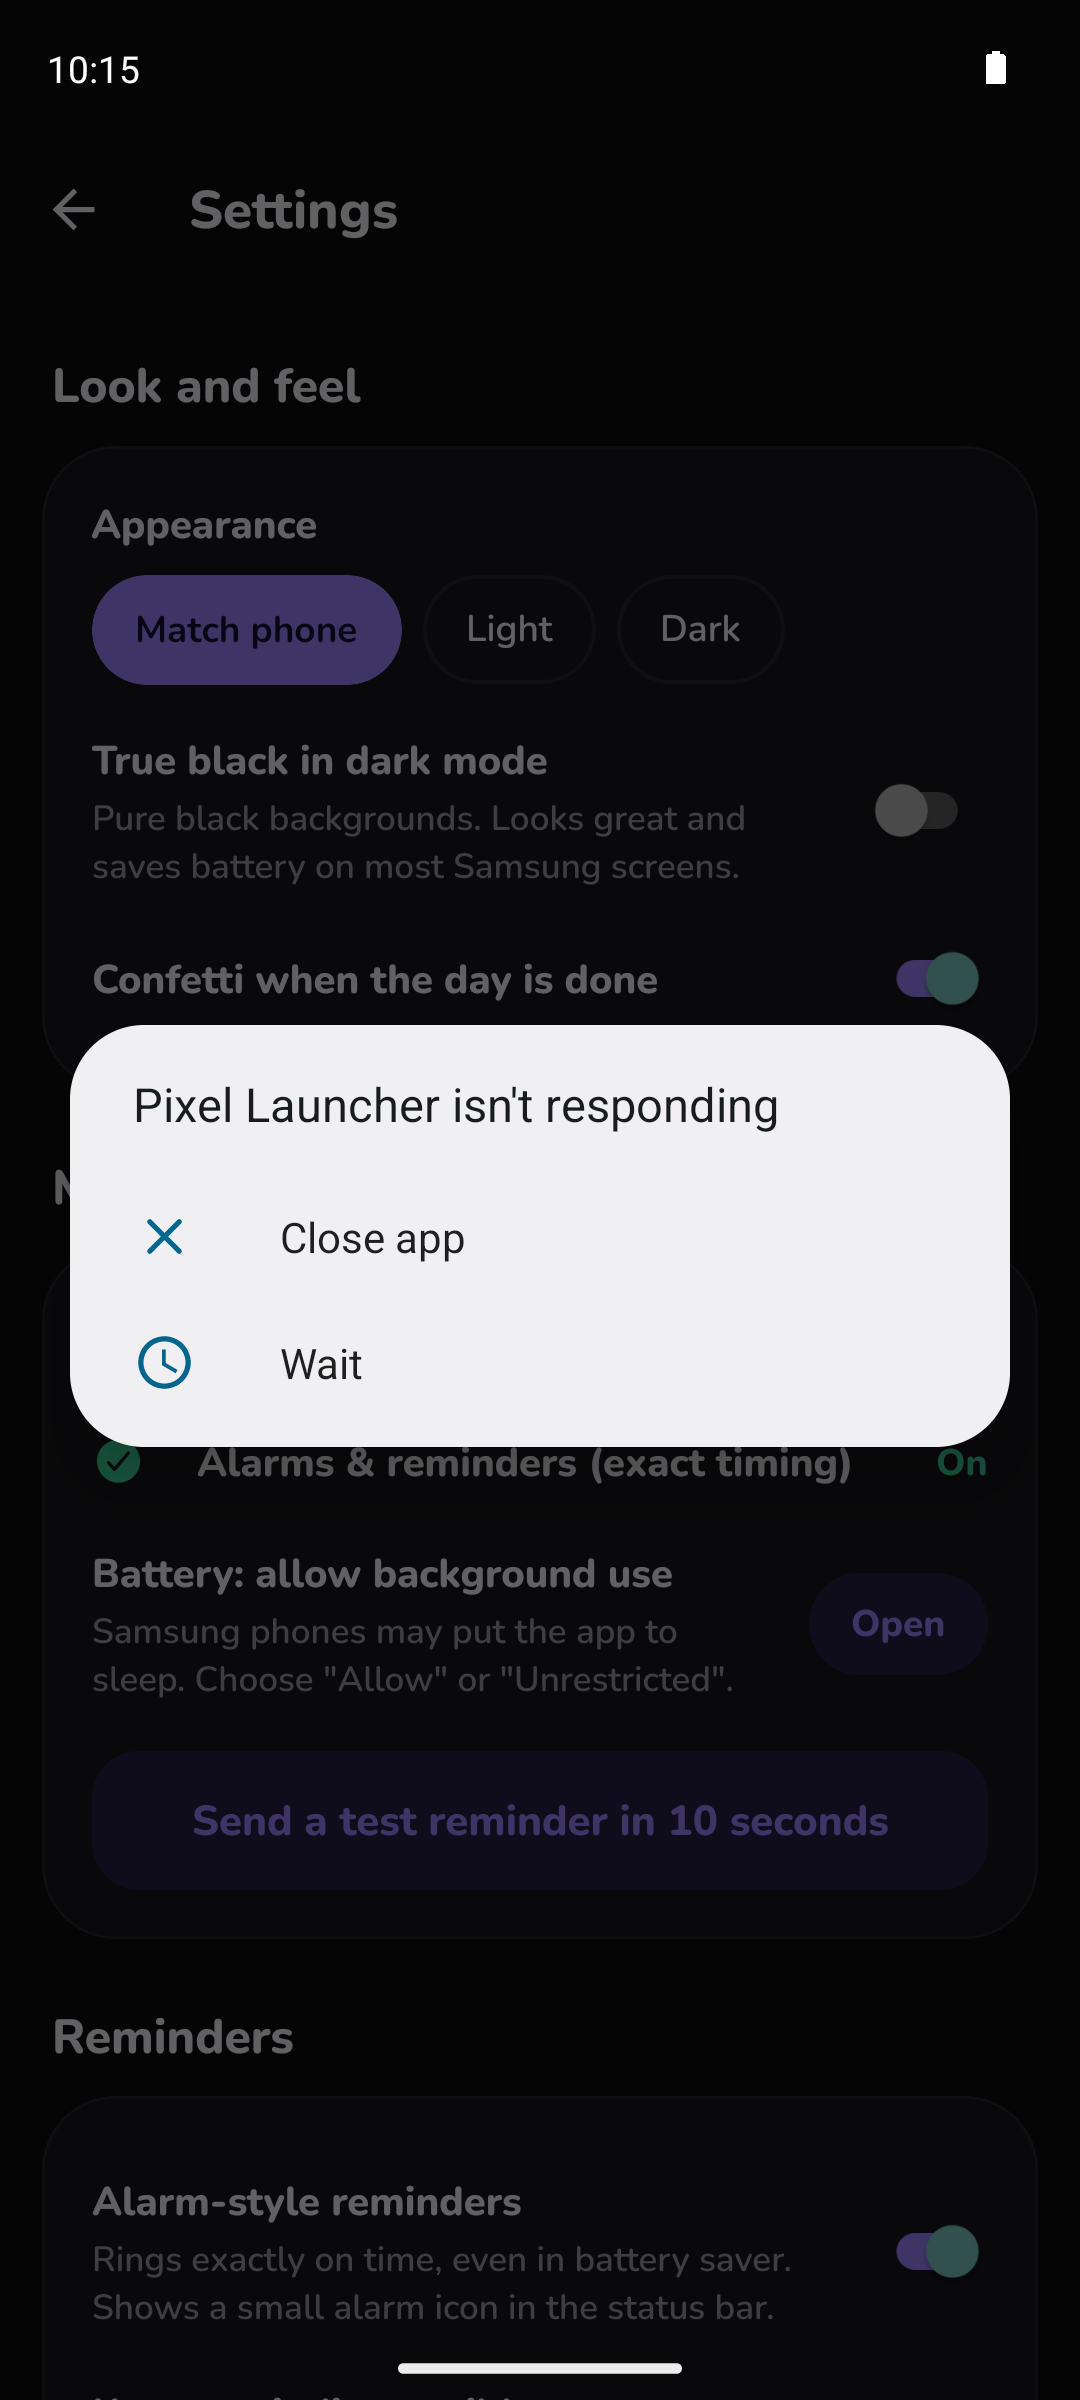 10:15
Settings
Look and feel
Appearance
Match phone
Light
Dark
True black in dark mode
Pure black backgrounds. Looks great and
saves battery on most Samsung screens.
Confetti when the day is done
Pixel Launcher isn't responding
Close app
Wait
Alarms & reminders (exact timing)
On
Battery: allow background use
Samsung phones may put the app to
sleep. Choose "Allow" or "Unrestricted".
Open
Send a test reminder in 10 seconds
Reminders
Alarm-style reminders
Rings exactly on time, even in battery saver.
Shows a small alarm icon in the status bar.